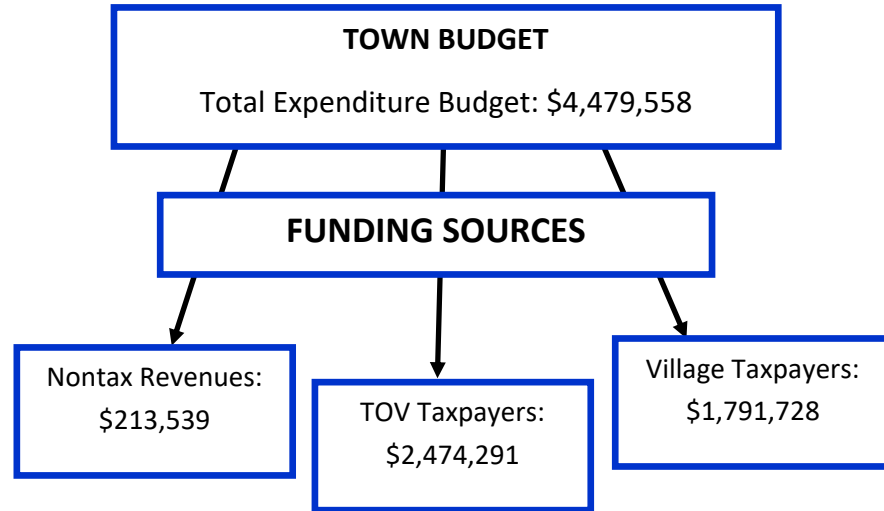 TOWN BUDGET
Total Expenditure Budget: $4,479,558
FUNDING SOURCES
Nontax Revenues:
$213,539
TOV Taxpayers:
$2,474,291
Village Taxpayers:
$1,791,728